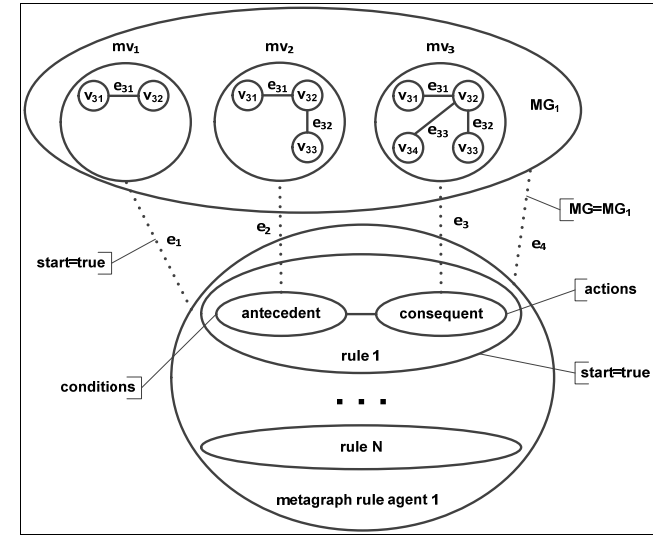 mv₁ mv₂ mv₃
v₃₁ e₃₁ v₃₂ v₃₁ e₃₁ v₃₂ v₃₁ e₃₁ v₃₂
MG₁
e₃₂ e₃₃ e₃₂
v₃₃ v₃₄ v₃₃
MG=MG₁
e₁ e₂ e₃ e₄
start=true
actions
antecedent consequent
rule 1
start=true
conditions
. . .
rule N
metagraph rule agent 1